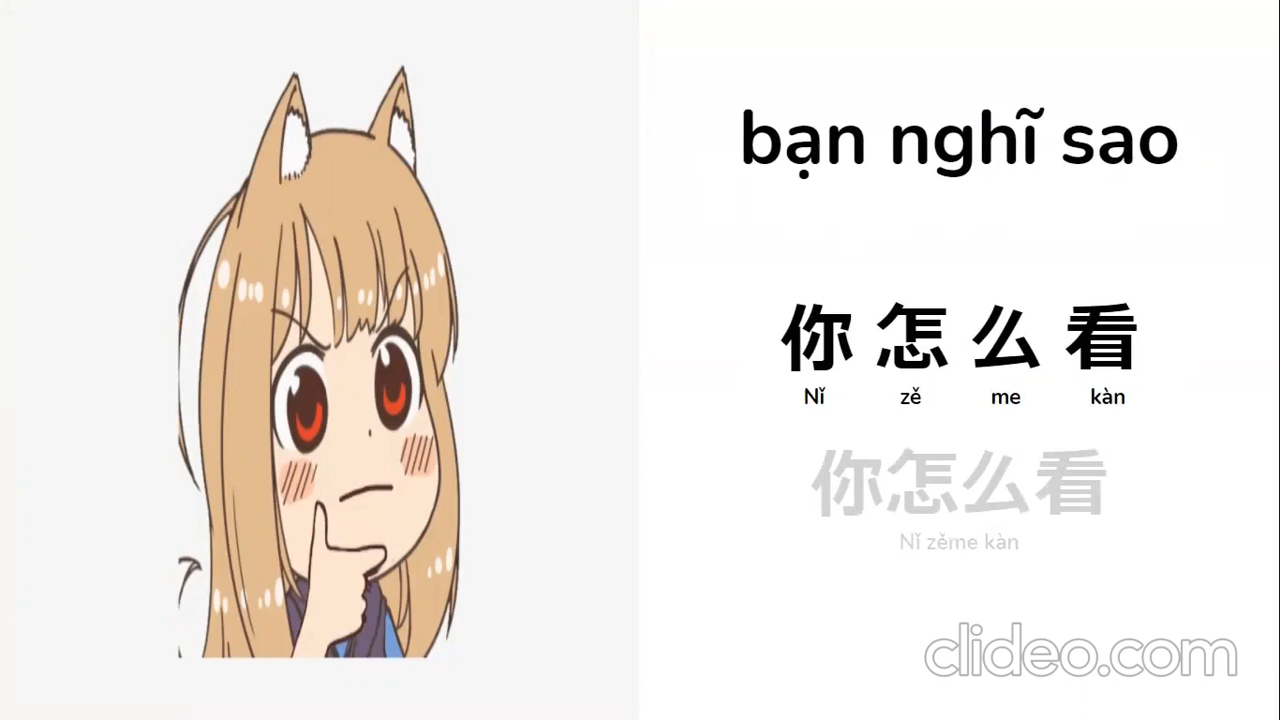 bạn nghĩ sao
你 怎 么 看
Nǐ zě me kàn
你怎么看
Nǐ zěme kàn
clideo.com